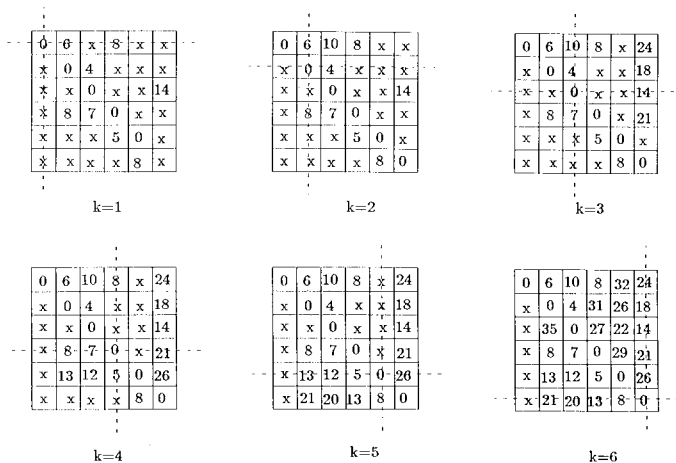 0 6 x 8 x x
x 0 4 x x x
x x 0 x x 14
x 8 7 0 x x
x x x 5 0 x
x x x x 8 x
k=1
0 6 10 8 x x
x 0 4 x x x
x x 0 x x 14
x 8 7 0 x x
x x x 5 0 x
x x x x 8 0
k=2
0 6 10 8 x 24
x 0 4 x x 18
x x 0 x x 14
x 8 7 0 x 21
x x x 5 0 x
x x x x 8 0
k=3
0 6 10 8 x 24
x 0 4 x x 18
x x 0 x x 14
x 8 7 0 x 21
x 13 12 5 0 26
x x x x 8 0
k=4
0 6 10 8 x 24
x 0 4 x x 18
x x 0 x x 14
x 8 7 0 x 21
x 13 12 5 0 26
x 21 20 13 8 0
k=5
0 6 10 8 32 24
x 0 4 31 26 18
x 35 0 27 22 14
x 8 7 0 29 21
x 13 12 5 0 26
x 21 20 13 8 0
k=6